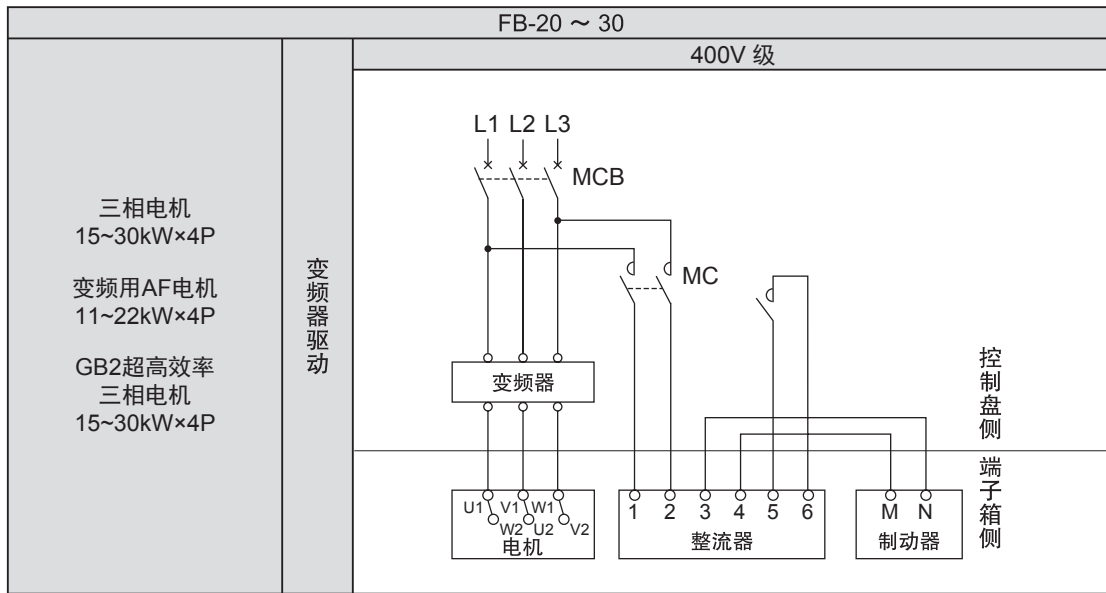 FB-20 ～ 30
400V 级
三相电机
15~30kW×4P
变频用AF电机
11~22kW×4P
GB2超高效率
三相电机
15~30kW×4P
变频器驱动
L1 L2 L3
MCB
MC
变频器
控制盘侧
端子箱侧
U1 V1 W1
W2 U2 V2
电机
1 2 3 4 5 6
整流器
M N
制动器